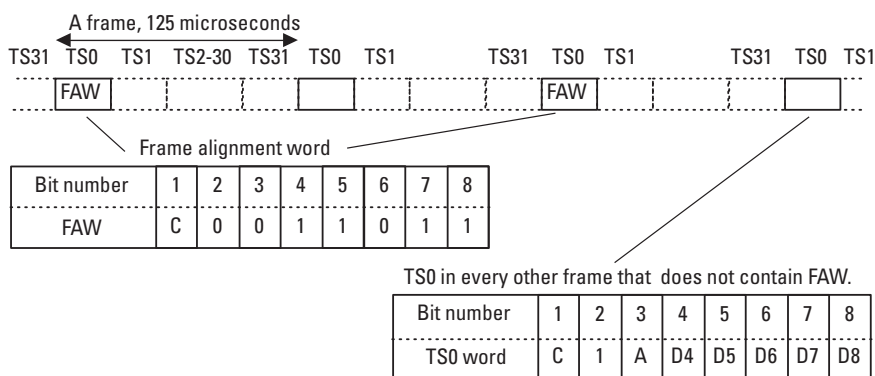 A frame, 125 microseconds
TS31 TS0 TS1 TS2-30 TS31 TS0 TS1 TS31 TS0 TS1 TS31 TS0 TS1
FAW FAW
Frame alignment word
Bit number 1 2 3 4 5 6 7 8
FAW C 0 0 1 1 0 1 1
TS0 in every other frame that does not contain FAW.
Bit number 1 2 3 4 5 6 7 8
TS0 word C 1 A D4 D5 D6 D7 D8